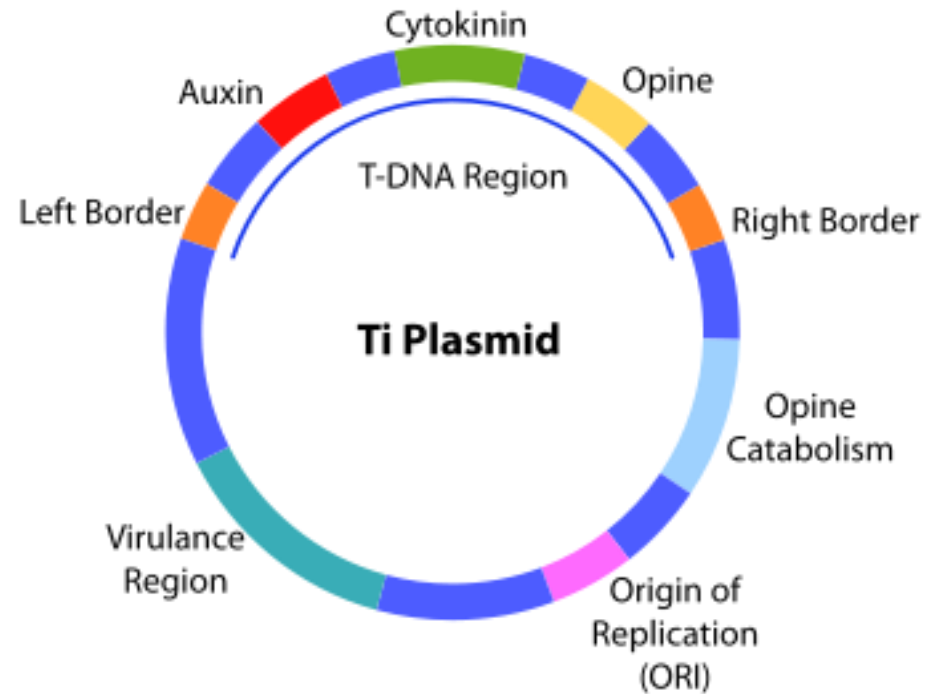 Cytokinin
Auxin
Opine
T-DNA Region
Left Border
Right Border
Ti Plasmid
Opine
Catabolism
Virulance
Region
Origin of
Replication
(ORI)